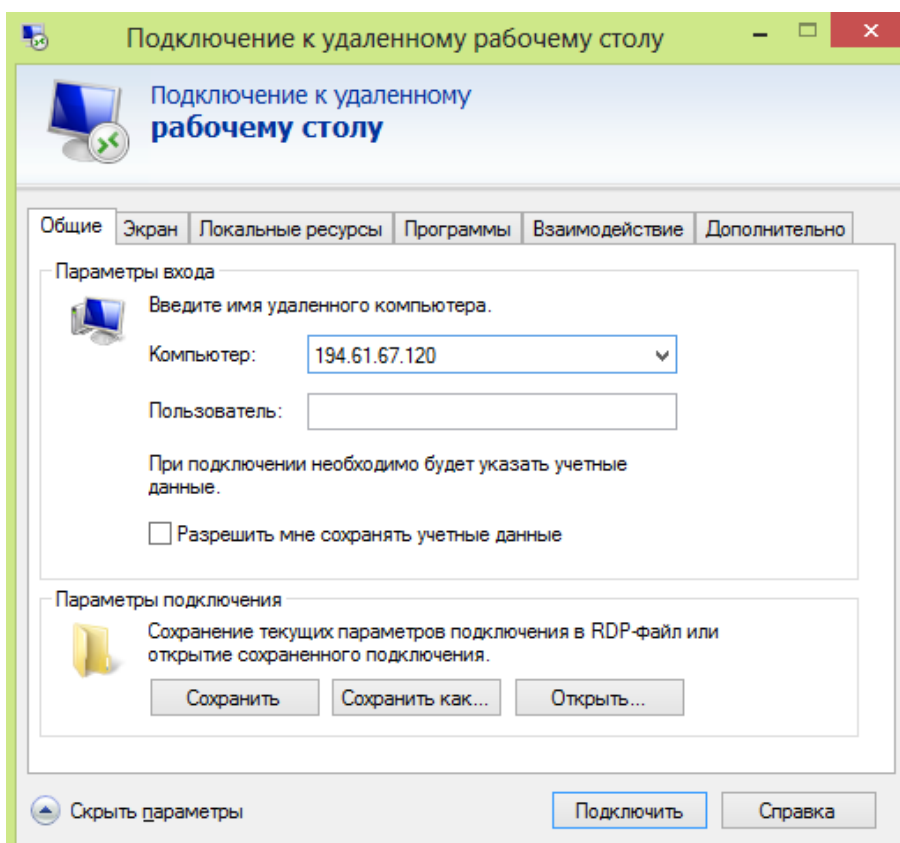 Подключение к удаленному рабочему столу
Подключение к удаленному
рабочему столу
Общие Экран Локальные ресурсы Программы Взаимодействие Дополнительно
Параметры входа
Введите имя удаленного компьютера.
Компьютер: 194.61.67.120
Пользователь:
При подключении необходимо будет указать учетные
данные.
Разрешить мне сохранять учетные данные
Параметры подключения
Сохранение текущих параметров подключения в RDP-файл или
открытие сохраненного подключения.
Сохранить Сохранить как... Открыть...
Скрыть параметры Подключить Справка